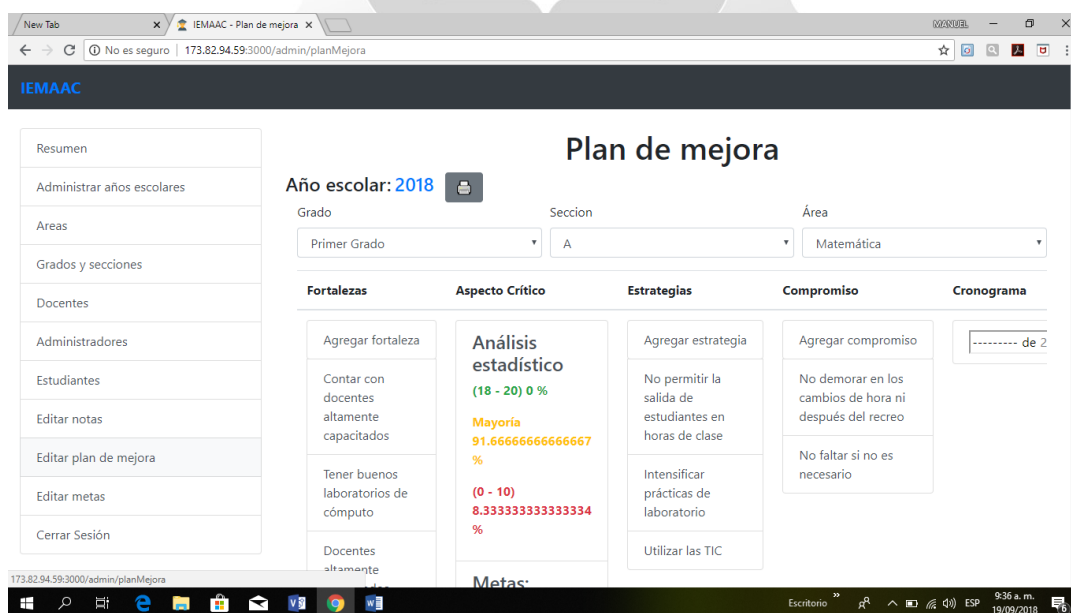 New Tab
IEMAAC - Plan de mejora
MANUEL
No es seguro | 173.82.94.59:3000/admin/planMejora
IEMAAC
Resumen
Administrar años escolares
Areas
Grados y secciones
Docentes
Administradores
Estudiantes
Editar notas
Editar plan de mejora
Editar metas
Cerrar Sesión
Plan de mejora
Año escolar: 2018
Grado
Seccion
Área
Primer Grado
A
Matemática
Fortalezas
Aspecto Crítico
Estrategias
Compromiso
Cronograma
Agregar fortaleza
Contar con
docentes
altamente
capacitados
Tener buenos
laboratorios de
cómputo
Docentes
altamente
Análisis
estadístico
(18 - 20) 0 %
Mayoría
91.66666666666667
%
(0 - 10)
8.333333333333334
%
Metas:
Agregar estrategia
No permitir la
salida de
estudiantes en
horas de clase
Intensificar
prácticas de
laboratorio
Utilizar las TIC
Agregar compromiso
No demorar en los
cambios de hora ni
después del recreo
No faltar si no es
necesario
--------- de 2
173.82.94.59:3000/admin/planMejora
Escritorio
ESP
9:36 a. m.
19/09/2018